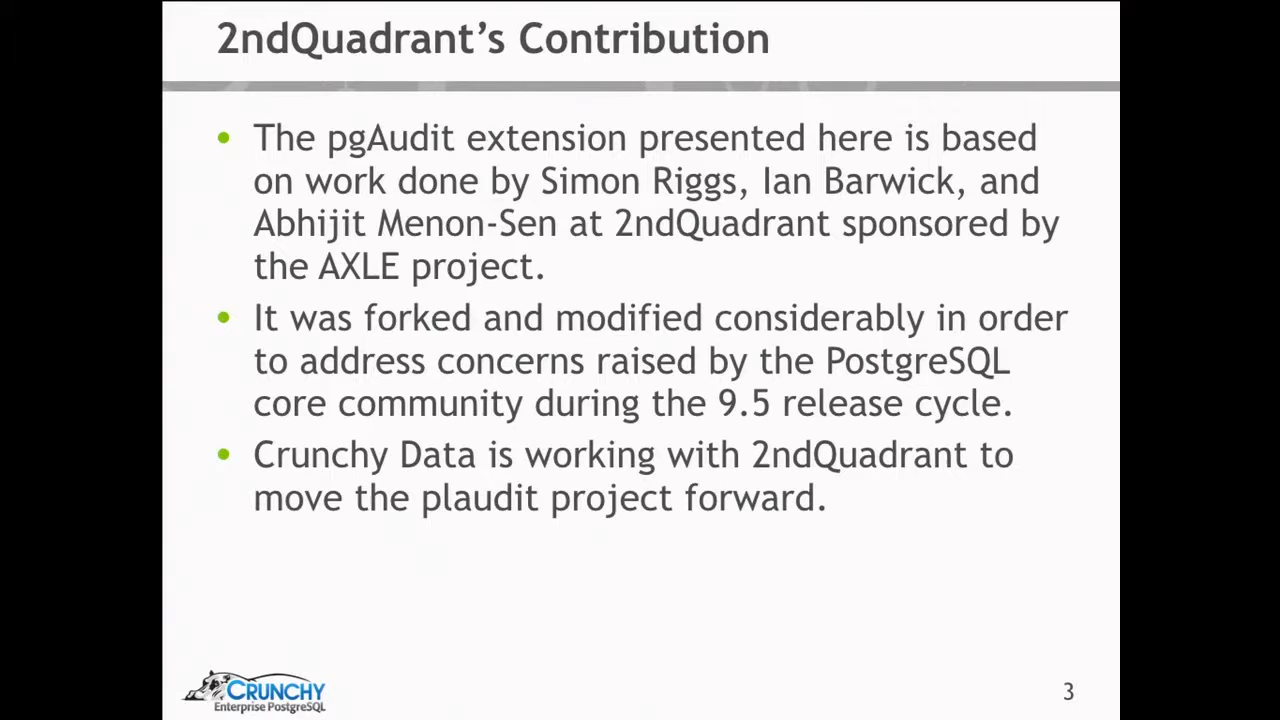 2ndQuadrant’s Contribution
• The pgAudit extension presented here is based
on work done by Simon Riggs, Ian Barwick, and
Abhijit Menon-Sen at 2ndQuadrant sponsored by
the AXLE project.
• It was forked and modified considerably in order
to address concerns raised by the PostgreSQL
core community during the 9.5 release cycle.
• Crunchy Data is working with 2ndQuadrant to
move the plaudit project forward.
CRUNCHY
Enterprise PostgreSQL
3